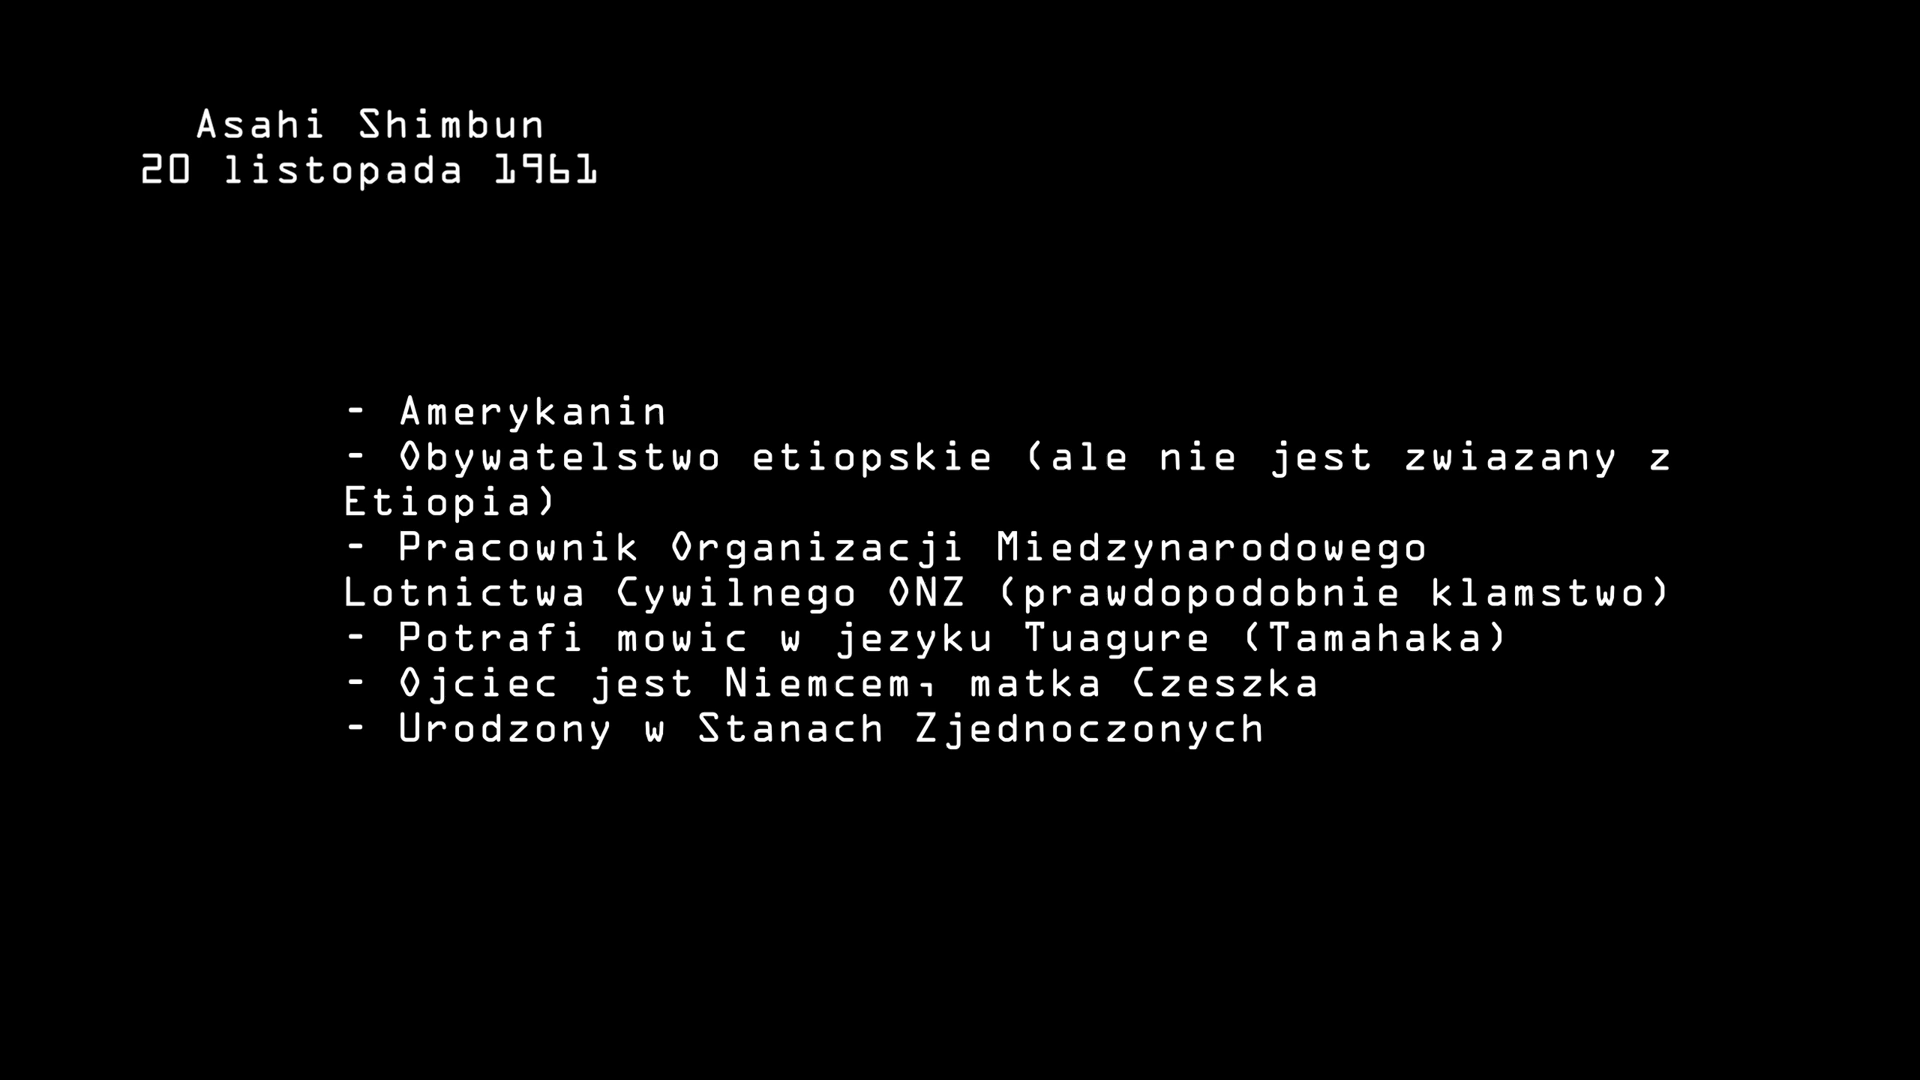 Asahi Shimbun
20 listopada 1961
- Amerykanin
- Obywatelstwo etiopskie (ale nie jest zwiazany z
Etiopia)
- Pracownik Organizacji Miedzynarodowego
Lotnictwa Cywilnego ONZ (prawdopodobnie klamstwo)
- Potrafi mowic w jezyku Tuagure (Tamahaka)
- Ojciec jest Niemcem, matka Czeszka
- Urodzony w Stanach Zjednoczonych